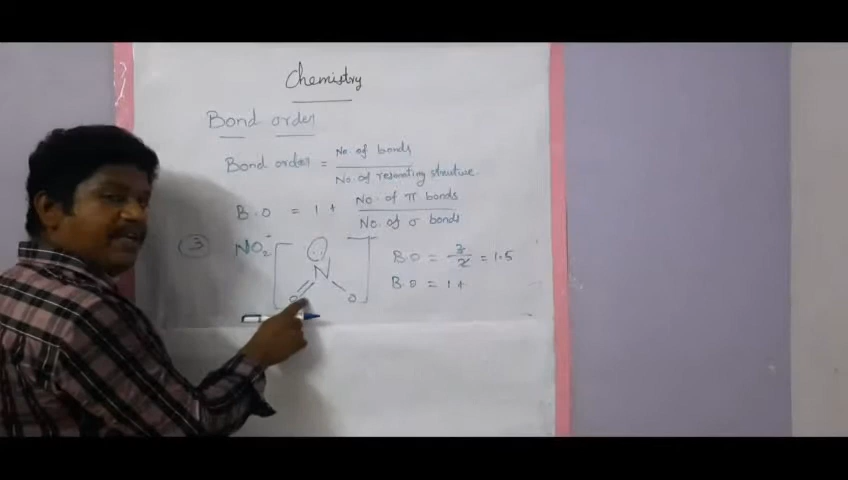 Chemistry
Bond order
Bond order = No. of bonds / No. of resonating structure.
B.O = 1 + No. of π bonds / No. of σ bonds
3 NO₂⁻ [ :N O O ] B.O = 3/2 = 1.5
B.O = 1 +